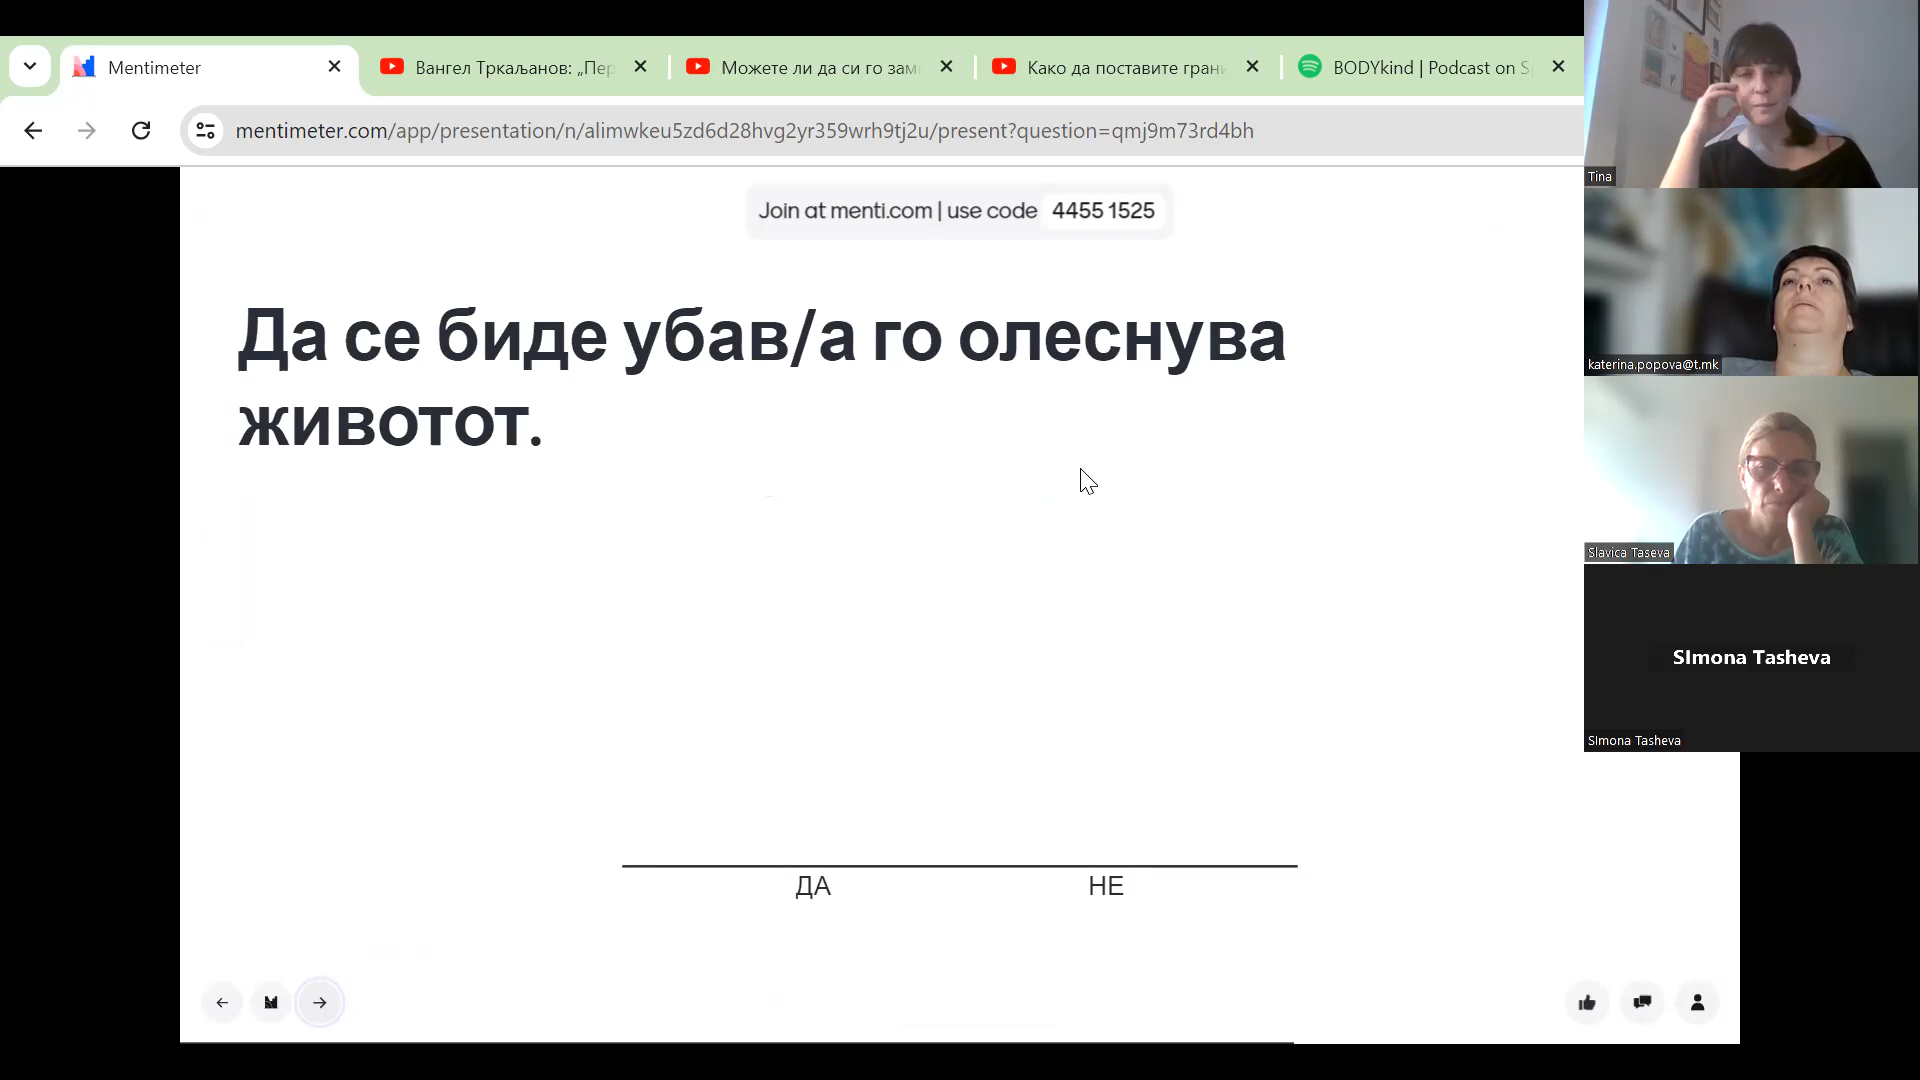 Mentimeter
Вангел Тркаљанов: „Пер
Можете ли да си го зам
Како да поставите грани
BODYkind | Podcast on S
mentimeter.com/app/presentation/n/alimwkeu5zd6d28hvg2yr359wrh9tj2u/present?question=qmj9m73rd4bh
Join at menti.com | use code 4455 1525
Да се биде убав/а го олеснува
животот.
ДА
НЕ
Tina
katerina.popova@t.mk
Slavica Taseva
SImona Tasheva
SImona Tasheva